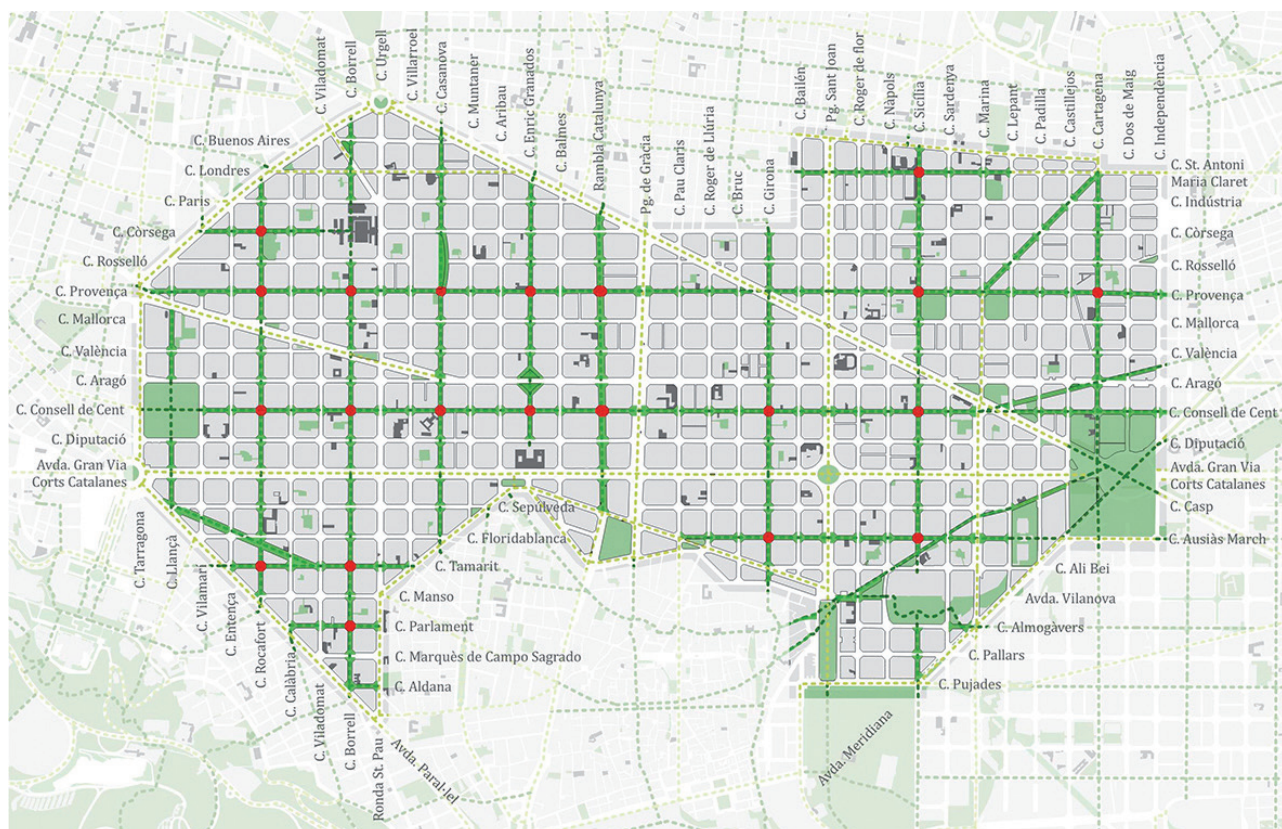 C. Viladomat
C. Borrell
C. Urgell
C. Villarroel
C. Casanova
C. Muntaner
C. Aribau
C. Enric Granados
C. Balmes
Rambla Catalunya
Pg. de Gràcia
C. Pau Claris
C. Roger de Llúria
C. Bruc
C. Girona
C. Bailén
Pg. Sant Joan
C. Roger de flor
C. Nàpols
C. Sicília
C. Sardenya
C. Marina
C. Lepant
C. Padilla
C. Castillejos
C. Cartagena
C. Dos de Maig
C. Independència
C. Buenos Aires
C. Londres
C. Paris
C. Còrsega
C. Rosselló
C. Provença
C. Mallorca
C. València
C. Aragó
C. Consell de Cent
C. Diputació
Avda. Gran Via
Corts Catalanes
C. St. Antoni
Maria Claret
C. Indústria
C. Còrsega
C. Rosselló
C. Provença
C. Mallorca
C. València
C. Aragó
C. Consell de Cent
C. Diputació
Avda. Gran Via
Corts Catalanes
C. Casp
C. Ausiàs March
C. Ali Bei
Avda. Vilanova
C. Almogàvers
C. Pallars
C. Pujades
Avda. Meridiana
C. Sepúlveda
C. Floridablanca
C. Tamarit
C. Manso
C. Parlament
C. Marquès de Campo Sagrado
C. Aldana
C. Tarragona
C. Llançà
C. Vilamarí
C. Entença
C. Rocafort
C. Calàbria
C. Viladomat
C. Borrell
Ronda St. Pau
Avda. Paral·lel